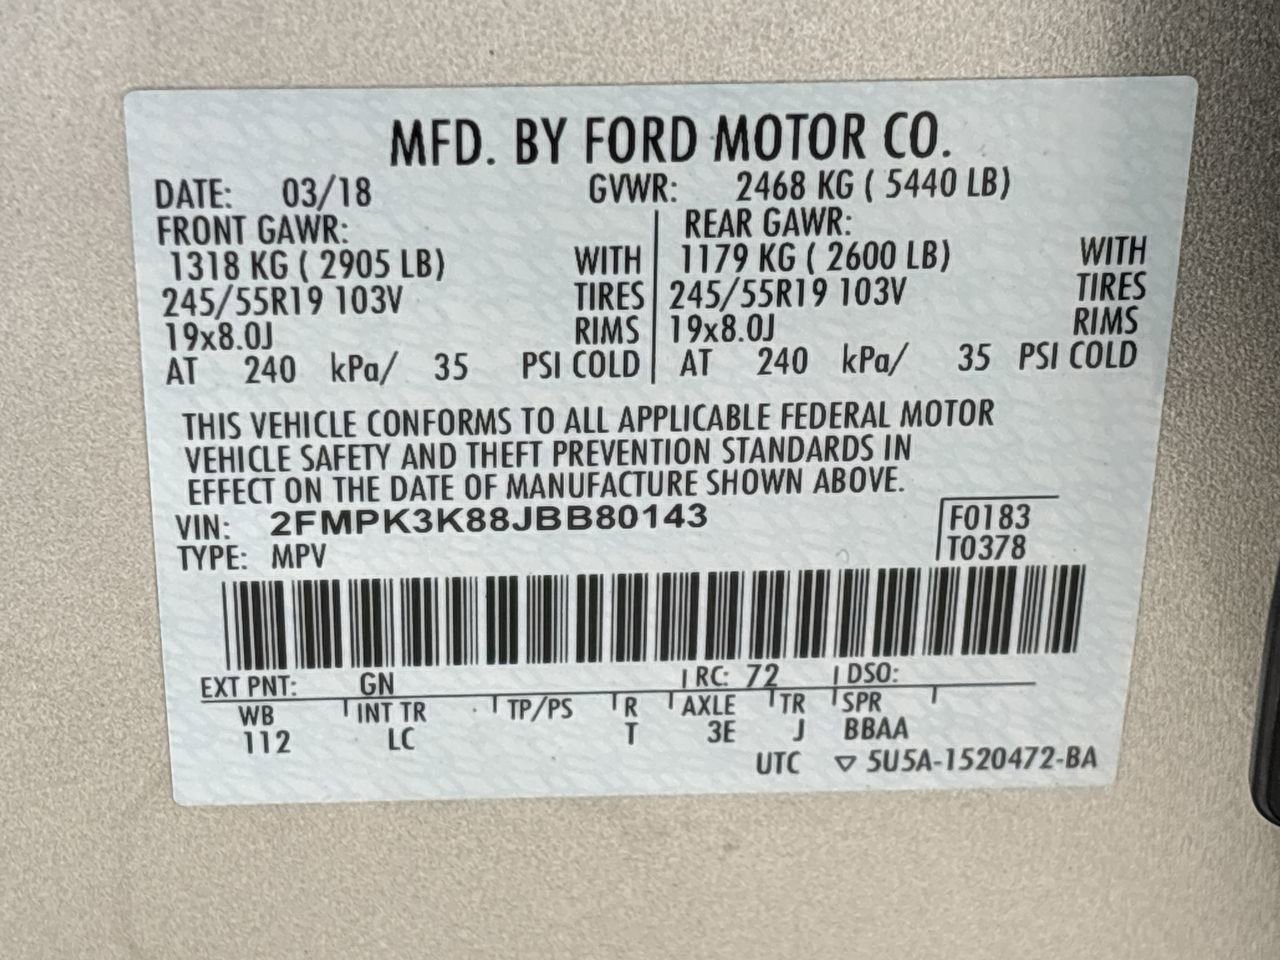 MFD. BY FORD MOTOR CO.
DATE: 03/18 GVWR: 2468 KG ( 5440 LB)
FRONT GAWR: REAR GAWR:
1318 KG ( 2905 LB) WITH 1179 KG ( 2600 LB) WITH
245/55R19 103V TIRES 245/55R19 103V TIRES
19x8.0J RIMS 19x8.0J RIMS
AT 240 kPa/ 35 PSI COLD AT 240 kPa/ 35 PSI COLD
THIS VEHICLE CONFORMS TO ALL APPLICABLE FEDERAL MOTOR
VEHICLE SAFETY AND THEFT PREVENTION STANDARDS IN
EFFECT ON THE DATE OF MANUFACTURE SHOWN ABOVE.
VIN: 2FMPK3K88JBB80143 F0183
TYPE: MPV T0378
EXT PNT: GN RC: 72 DSO:
WB INT TR TP/PS R AXLE TR SPR
112 LC T 3E J BBAA
UTC ▽ 5U5A-1520472-BA